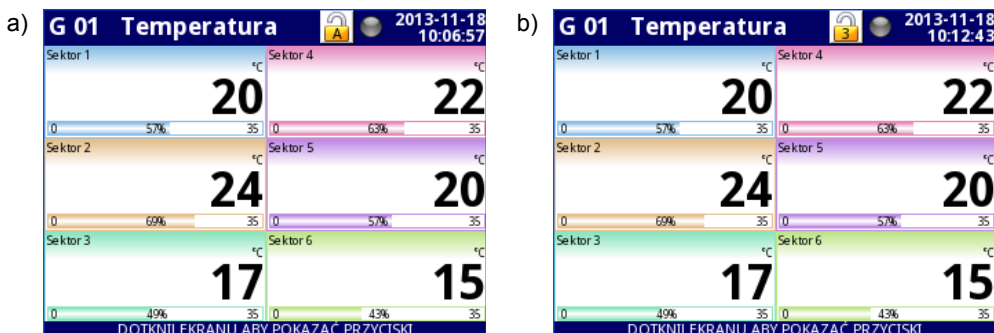 a)
G 01 Temperatura A 2013-11-18
10:06:57
Sektor 1
°C
20
0 57% 35
Sektor 4
°C
22
0 63% 35
Sektor 2
°C
24
0 69% 35
Sektor 5
°C
20
0 57% 35
Sektor 3
°C
17
0 49% 35
Sektor 6
°C
15
0 43% 35
DOTKNIJ EKRANU ABY POKAZAĆ PRZYCISKI
b)
G 01 Temperatura 3 2013-11-18
10:12:43
Sektor 1
°C
20
0 57% 35
Sektor 4
°C
22
0 63% 35
Sektor 2
°C
24
0 69% 35
Sektor 5
°C
20
0 57% 35
Sektor 3
°C
17
0 49% 35
Sektor 6
°C
15
0 43% 35
DOTKNIJ EKRANU ABY POKAZAĆ PRZYCISKI